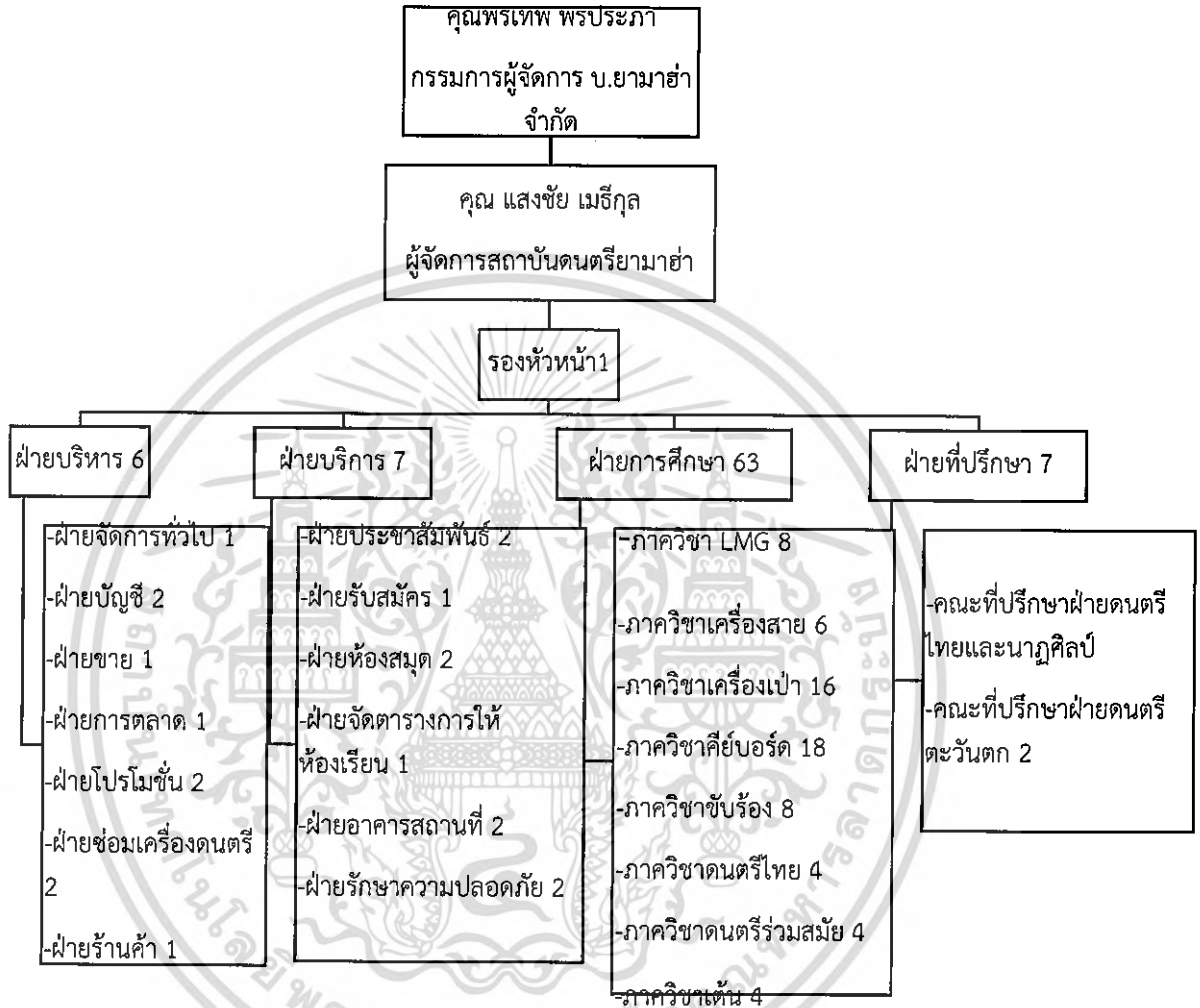 คุณพรเทพ พรประภา
กรรมการผู้จัดการ บ.ยามาฮ่า
จำกัด
คุณ แสงชัย เมธีกุล
ผู้จัดการสถาบันดนตรียามาฮ่า
รองหัวหน้า1
ฝ่ายบริหาร 6
ฝ่ายบริการ 7
ฝ่ายการศึกษา 63
ฝ่ายที่ปรึกษา 7
-ฝ่ายจัดการทั่วไป 1
-ฝ่ายบัญชี 2
-ฝ่ายขาย 1
-ฝ่ายการตลาด 1
-ฝ่ายโปรโมชั่น 2
-ฝ่ายซ่อมเครื่องดนตรี
2
-ฝ่ายร้านค้า 1
-ฝ่ายประชาสัมพันธ์ 2
-ฝ่ายรับสมัคร 1
-ฝ่ายห้องสมุด 2
-ฝ่ายจัดตารางการให้
ห้องเรียน 1
-ฝ่ายอาคารสถานที่ 2
-ฝ่ายรักษาความปลอดภัย 2
-ภาควิชา LMG 8
-ภาควิชาเครื่องสาย 6
-ภาควิชาเครื่องเป่า 16
-ภาควิชาคีย์บอร์ด 18
-ภาควิชาขับร้อง 8
-ภาควิชาดนตรีไทย 4
-ภาควิชาดนตรีร่วมสมัย 4
-ภาควิชาเต้น 4
-คณะที่ปรึกษาฝ่ายดนตรี
ไทยและนาฏศิลป์
-คณะที่ปรึกษาฝ่ายดนตรี
ตะวันตก 2